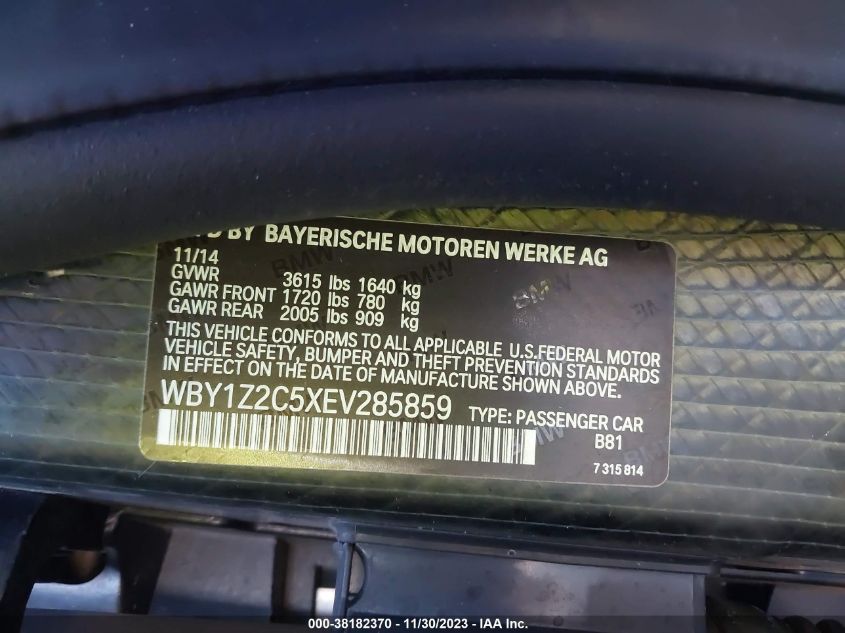 BY BAYERISCHE MOTOREN WERKE AG
11/14
GVWR 3615 lbs 1640 kg
GAWR FRONT 1720 lbs 780 kg
GAWR REAR 2005 lbs 909 kg
THIS VEHICLE CONFORMS TO ALL APPLICABLE U.S.FEDERAL MOTOR
VEHICLE SAFETY, BUMPER AND THEFT PREVENTION STANDARDS
IN EFFECT ON THE DATE OF MANUFACTURE SHOWN ABOVE.
WBY1Z2C5XEV285859 TYPE: PASSENGER CAR
B81
7 315 814
000-38182370 - 11/30/2023 - IAA Inc.